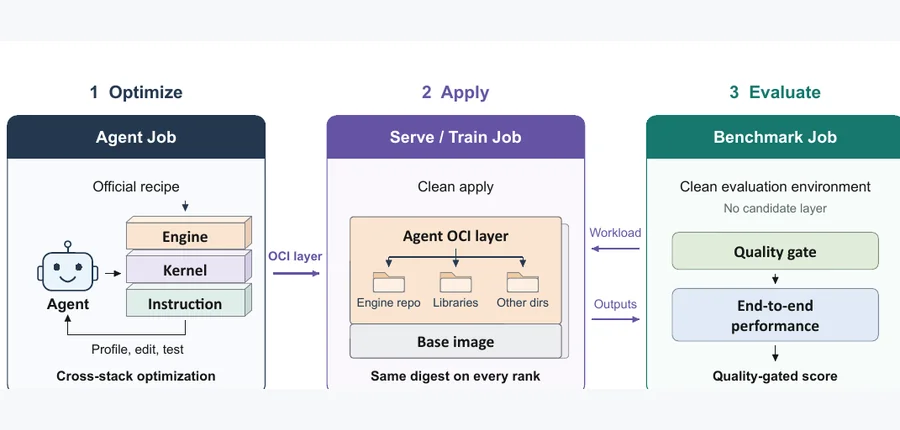 1 Optimize
Agent Job
Official recipe
Engine
Kernel
Instruction
Agent
Profile, edit, test
Cross-stack optimization
OCI layer
2 Apply
Serve / Train Job
Clean apply
Agent OCI layer
Engine repo
Libraries
Other dirs
Base image
Same digest on every rank
Workload
Outputs
3 Evaluate
Benchmark Job
Clean evaluation environment
No candidate layer
Quality gate
End-to-end
performance
Quality-gated score